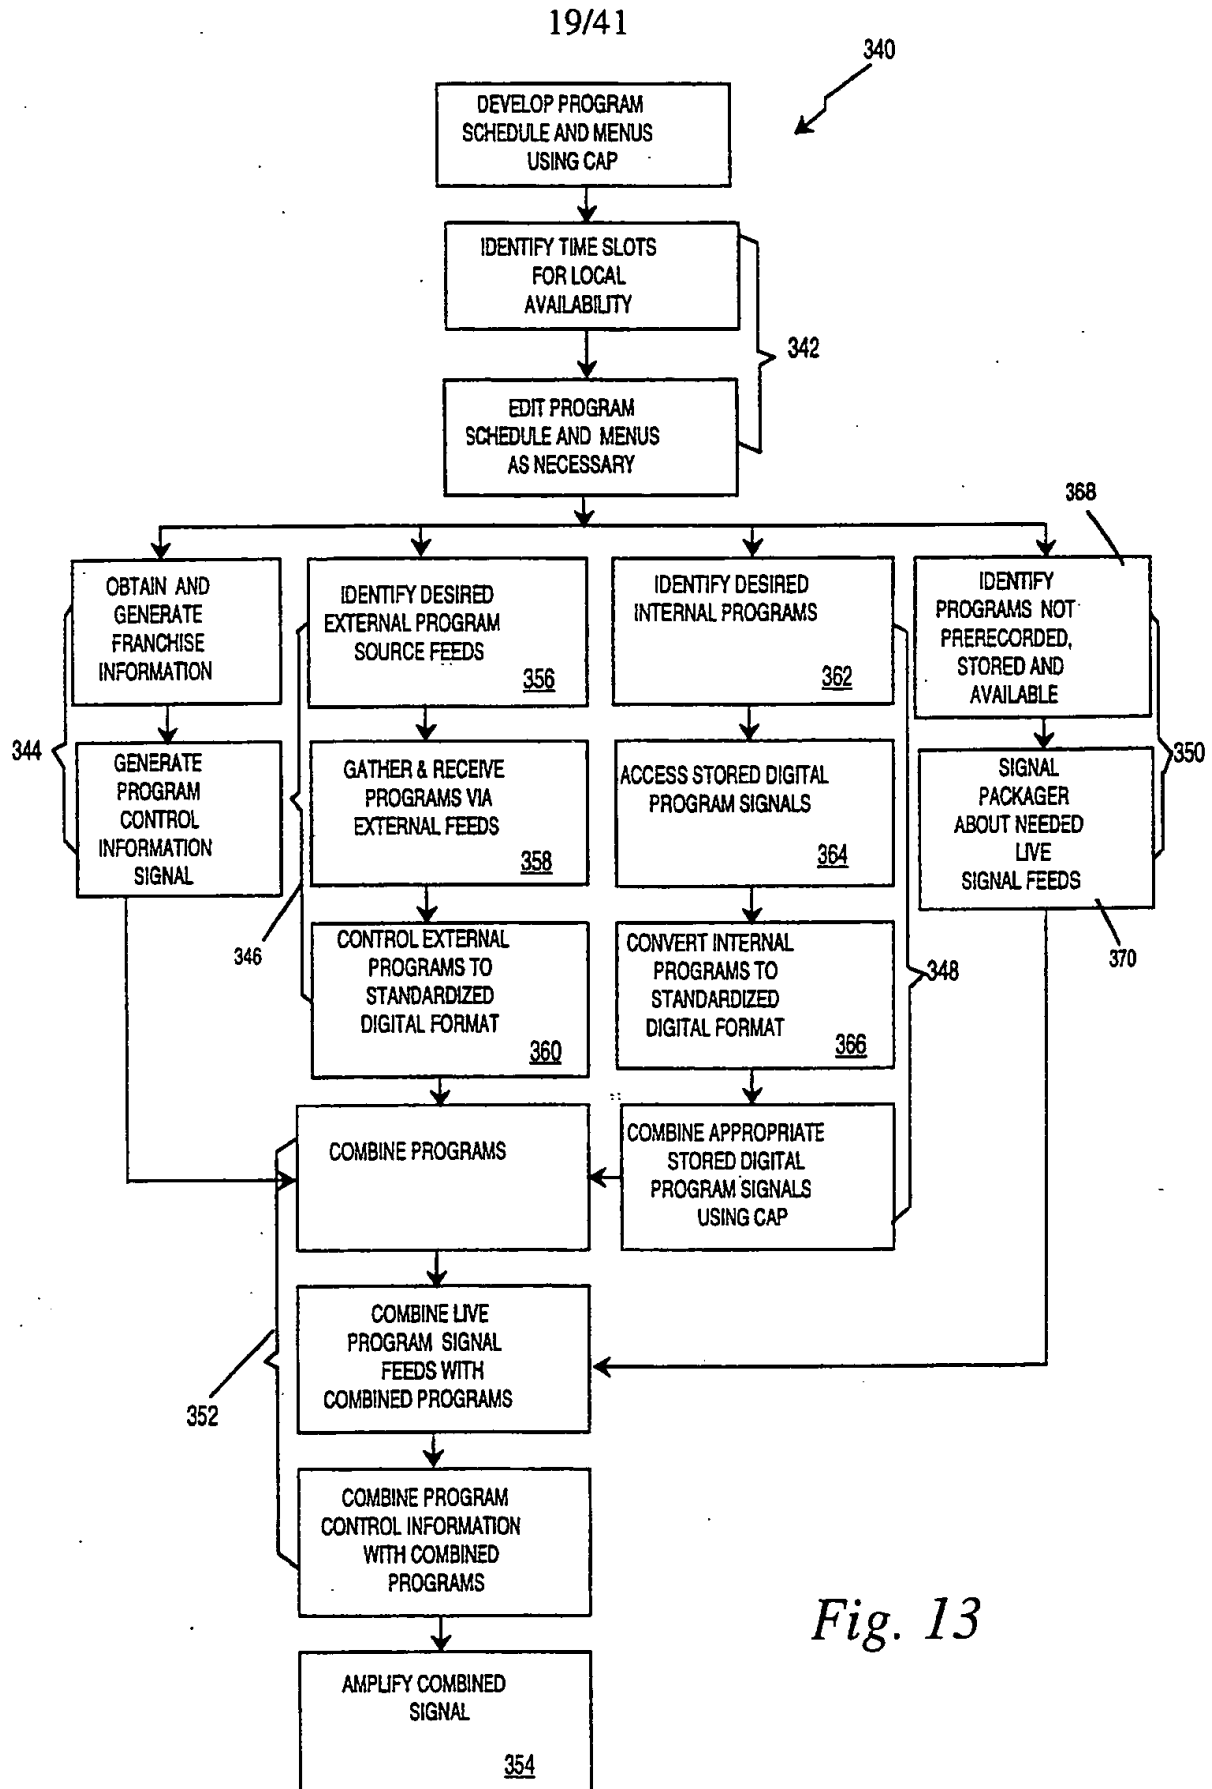 19/41
340
DEVELOP PROGRAM
SCHEDULE AND MENUS
USING CAP
IDENTIFY TIME SLOTS
FOR LOCAL
AVAILABILITY
342
EDIT PROGRAM
SCHEDULE AND MENUS
AS NECESSARY
368
OBTAIN AND
GENERATE
FRANCHISE
INFORMATION
344
GENERATE
PROGRAM
CONTROL
INFORMATION
SIGNAL
IDENTIFY DESIRED
EXTERNAL PROGRAM
SOURCE FEEDS
356
GATHER & RECEIVE
PROGRAMS VIA
EXTERNAL FEEDS
358
346
CONTROL EXTERNAL
PROGRAMS TO
STANDARDIZED
DIGITAL FORMAT
360
IDENTIFY DESIRED
INTERNAL PROGRAMS
362
ACCESS STORED DIGITAL
PROGRAM SIGNALS
364
CONVERT INTERNAL
PROGRAMS TO
STANDARDIZED
DIGITAL FORMAT
366
348
COMBINE APPROPRIATE
STORED DIGITAL
PROGRAM SIGNALS
USING CAP
IDENTIFY
PROGRAMS NOT
PRERECORDED,
STORED AND
AVAILABLE
350
SIGNAL
PACKAGER
ABOUT NEEDED
LIVE
SIGNAL FEEDS
370
COMBINE PROGRAMS
COMBINE LIVE
PROGRAM SIGNAL
FEEDS WITH
COMBINED PROGRAMS
352
COMBINE PROGRAM
CONTROL INFORMATION
WITH COMBINED
PROGRAMS
AMPLIFY COMBINED
SIGNAL
354
Fig. 13